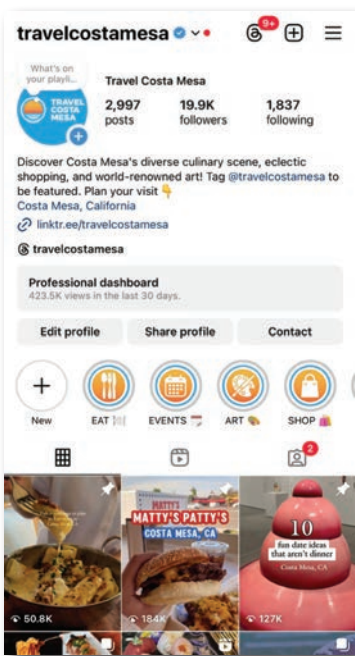 travelcostamesa
9+
What's on
your playli...
Travel Costa Mesa
TRAVEL
COSTA
MESA
2,997
19.9K
1,837
posts
followers
following
Discover Costa Mesa's diverse culinary scene, eclectic
shopping, and world-renowned art! Tag @travelcostamesa to
be featured. Plan your visit 👇
Costa Mesa, California
linktr.ee/travelcostamesa
travelcostamesa
Professional dashboard
423.5K views in the last 30 days.
Edit profile
Share profile
Contact
New
EAT 🍽️
EVENTS 🗓️
ART 🎨
SHOP 🛍️
2
MATTY'S PATTY'S
COSTA MESA, CA
10
fun date ideas
that aren't dinner
Costa Mesa, CA
50.8K
184K
127K